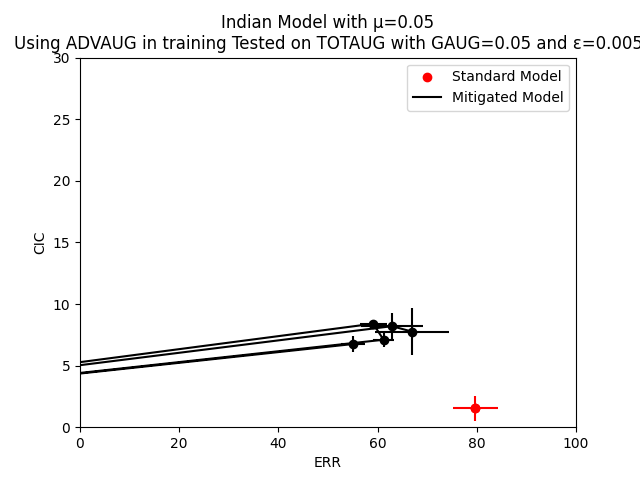 Indian Model with μ=0.05
Using ADVAUG in training Tested on TOTAUG with GAUG=0.05 and ε=0.005
30
25
20
15
10
5
0
CIC
Standard Model
Mitigated Model
0 20 40 60 80 100
ERR